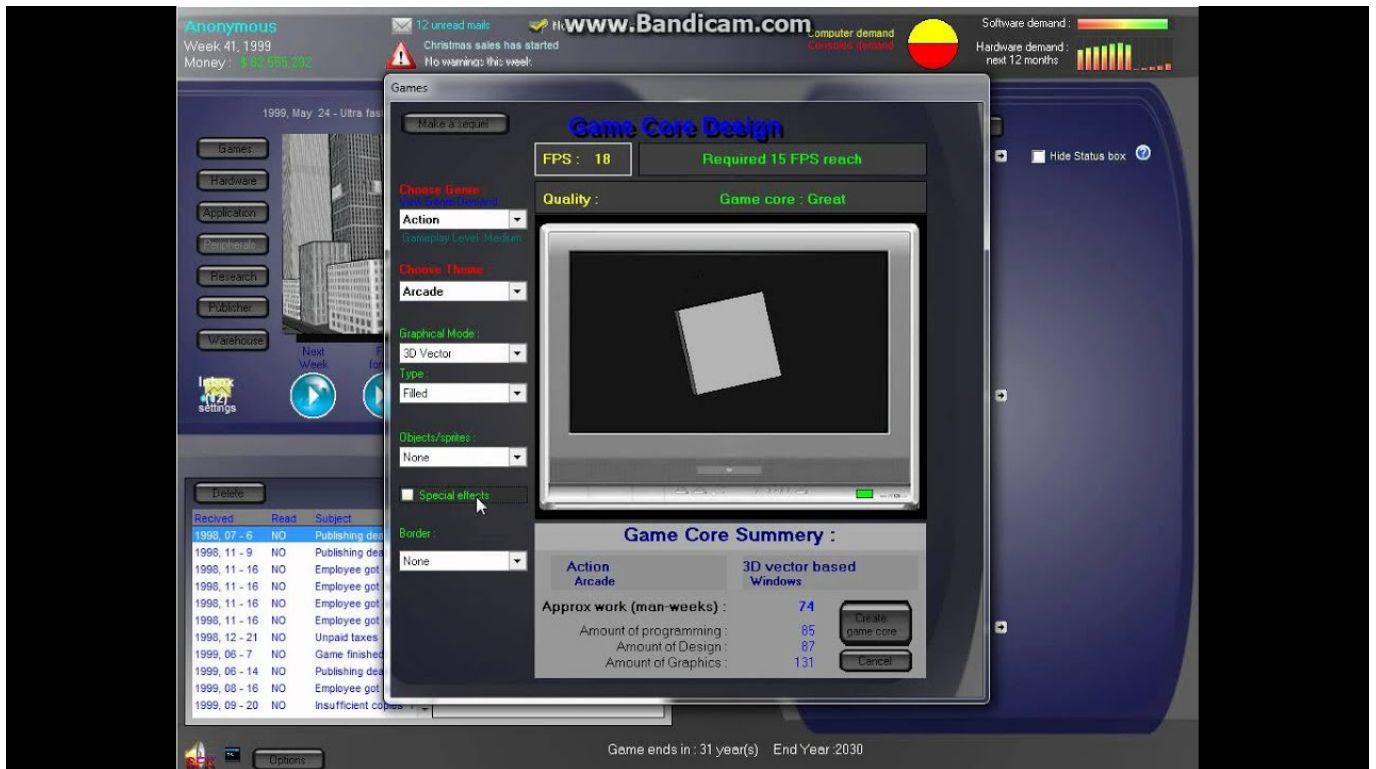 Anonymous
Week 41, 1999
Money : $ 82,555,292
12 unread mails
Christmas sales has started
No warnings this week.
www.Bandicam.com
Computer demand
Consoles demand
Software demand :
Hardware demand :
next 12 months
1999, May 24 - Ultra fas
Games
Hardware
Application
Peripherals
Research
Publisher
Warehouse
Next
Week
Inbox
(12)
settings
Hide Status box
Games
Make a sequel
Game Core Design
FPS : 18
Required 15 FPS reach
Quality :
Game core : Great
Choose Genre :
View Genre Demand
Action
Gameplay Level: Medium
Choose Theme :
Arcade
Graphical Mode :
3D Vector
Type :
Filled
Objects/sprites :
None
Special effects
Border :
None
Game Core Summery :
Action
Arcade
3D vector based
Windows
Approx work (man-weeks) : 74
Amount of programming : 85
Amount of Design : 87
Amount of Graphics : 131
Create
game core
Cancel
Delete
Recived Read Subject
1998, 07 - 6 NO Publishing dea
1998, 11 - 9 NO Publishing dea
1998, 11 - 16 NO Employee got
1998, 11 - 16 NO Employee got
1998, 11 - 16 NO Employee got
1998, 11 - 16 NO Employee got
1998, 12 - 21 NO Unpaid taxes
1999, 06 - 7 NO Game finished
1999, 06 - 14 NO Publishing dea
1999, 08 - 16 NO Employee got
1999, 09 - 20 NO Insufficient copies
Options
Game ends in : 31 year(s) End Year :2030